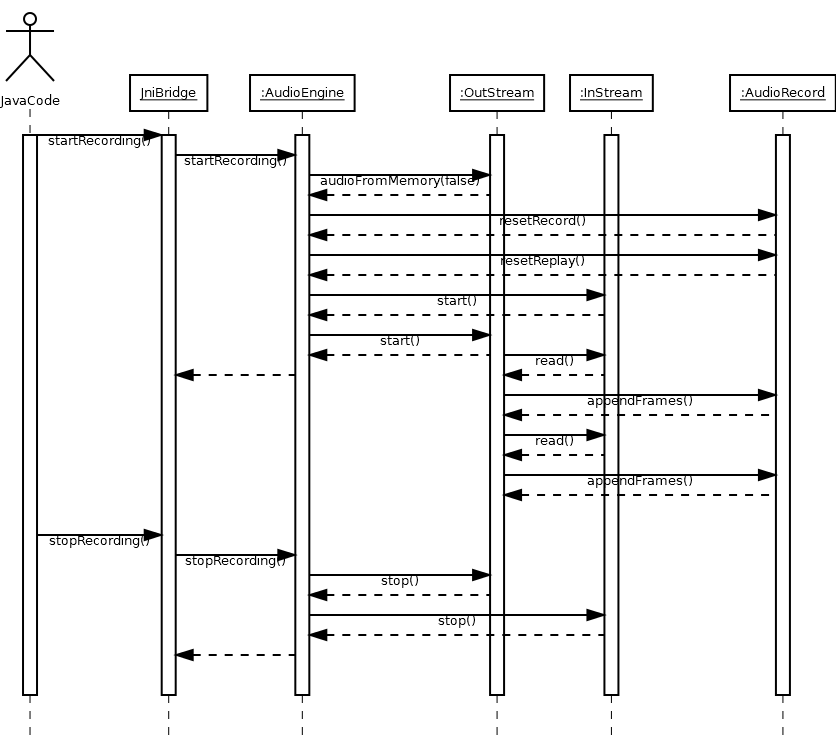 JavaCode
JniBridge
:AudioEngine
:OutStream
:InStream
:AudioRecord
startRecording()
startRecording()
audioFromMemory(false)
resetRecord()
resetReplay()
start()
start()
read()
appendFrames()
read()
appendFrames()
stopRecording()
stopRecording()
stop()
stop()